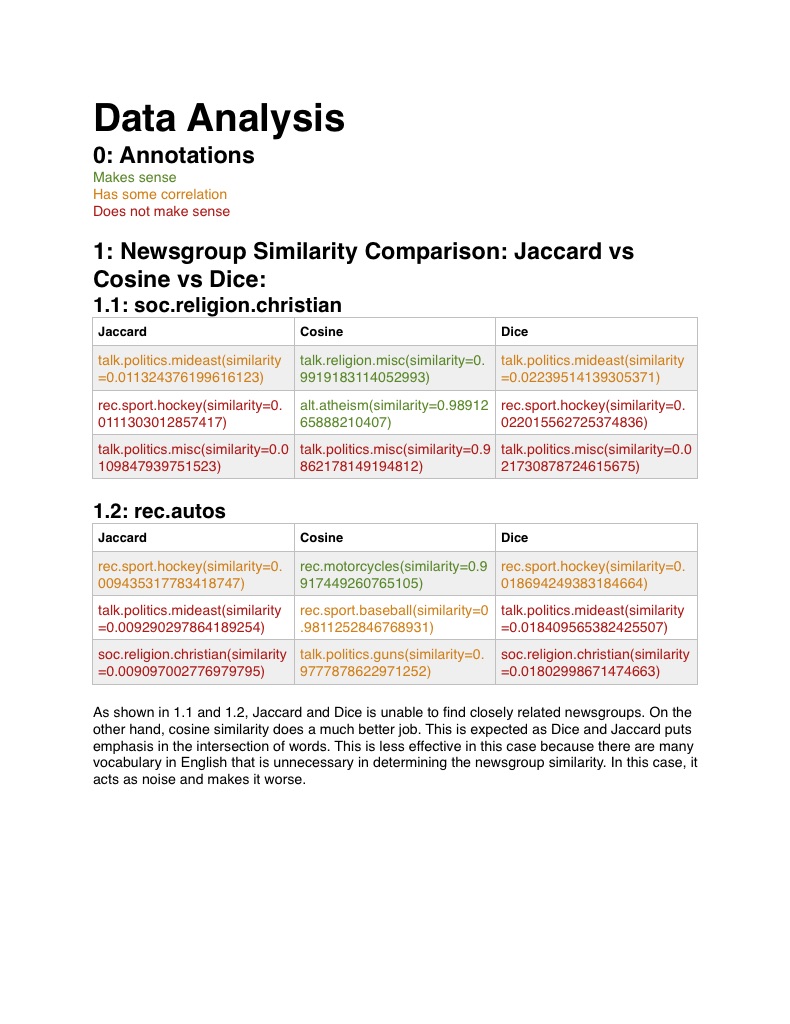 Data Analysis
0: Annotations
Makes sense
Has some correlation
Does not make sense
1: Newsgroup Similarity Comparison: Jaccard vs
Cosine vs Dice:
1.1: soc.religion.christian
Jaccard Cosine Dice
talk.politics.mideast(similarity talk.religion.misc(similarity=0. talk.politics.mideast(similarity
=0.011324376199616123) 9919183114052993) =0.02239514139305371)
rec.sport.hockey(similarity=0. alt.atheism(similarity=0.98912 rec.sport.hockey(similarity=0.
0111303012857417) 65888210407) 022015562725374836)
talk.politics.misc(similarity=0.0 talk.politics.misc(similarity=0.9 talk.politics.misc(similarity=0.0
109847939751523) 862178149194812) 21730878724615675)
1.2: rec.autos
Jaccard Cosine Dice
rec.sport.hockey(similarity=0. rec.motorcycles(similarity=0.9 rec.sport.hockey(similarity=0.
009435317783418747) 917449260765105) 018694249383184664)
talk.politics.mideast(similarity rec.sport.baseball(similarity=0 talk.politics.mideast(similarity
=0.009290297864189254) .9811252846768931) =0.018409565382425507)
soc.religion.christian(similarity talk.politics.guns(similarity=0. soc.religion.christian(similarity
=0.009097002776979795) 9777878622971252) =0.01802998671474663)
As shown in 1.1 and 1.2, Jaccard and Dice is unable to find closely related newsgroups. On the
other hand, cosine similarity does a much better job. This is expected as Dice and Jaccard puts
emphasis in the intersection of words. This is less effective in this case because there are many
vocabulary in English that is unnecessary in determining the newsgroup similarity. In this case, it
acts as noise and makes it worse.